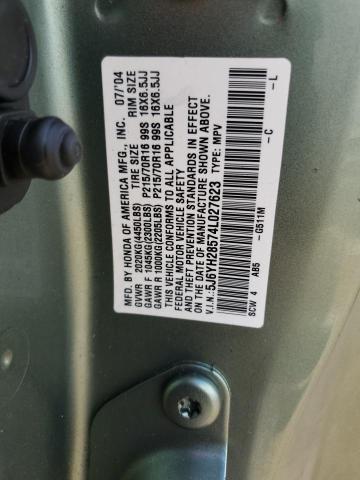 MFD. BY HONDA OF AMERICA MFG., INC. 07/'04
TIRE SIZE RIM SIZE
GVWR 2020KG(4450LBS)
GAWR F 1045KG(2300LBS) P215/70R16 99S 16X6.5JJ
GAWR R 1000KG(2205LBS) P215/70R16 99S 16X6.5JJ
THIS VEHICLE CONFORMS TO ALL APPLICABLE
FEDERAL MOTOR VEHICLE SAFETY
AND THEFT PREVENTION STANDARDS IN EFFECT
ON THE DATE OF MANUFACTURE SHOWN ABOVE.
V.I.N.:5J6YH28574L027623 TYPE: MPV
SCW 4 AB5
-G511M -C -L